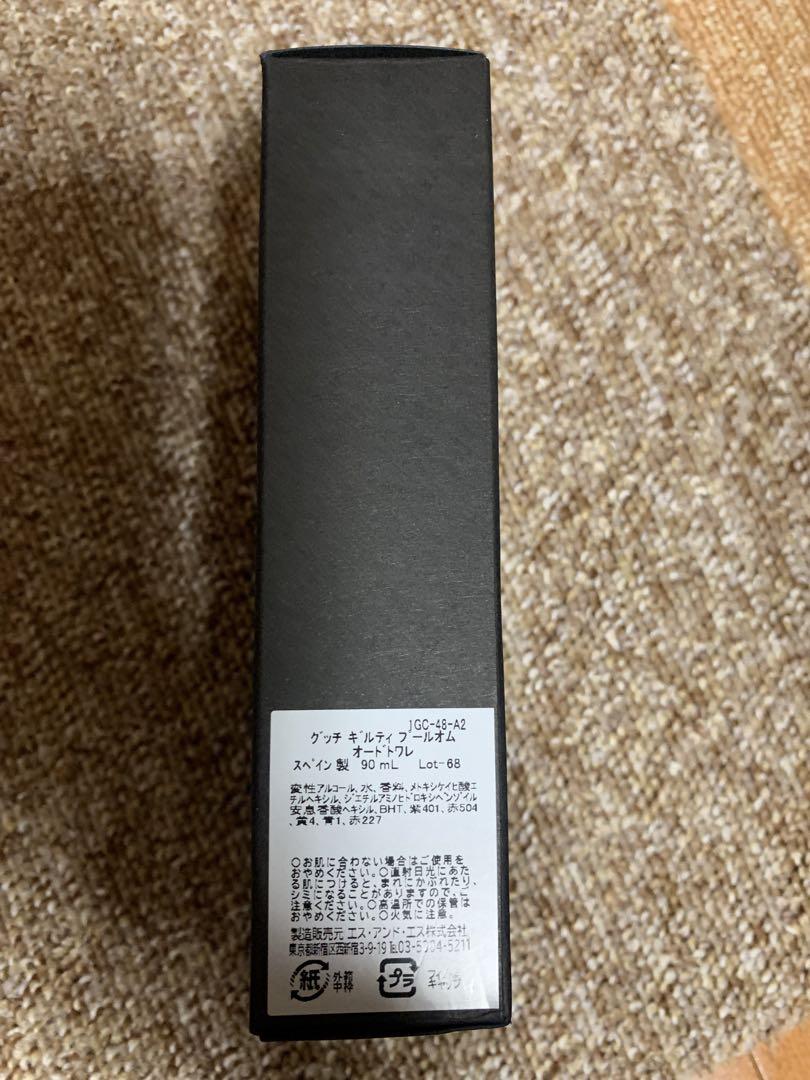 JGC-48-A2
グッチ ギルティ プールオム
オードトワレ
スペイン 製 90 mL Lot-68
変性アルコール、水、香料、メトキシケイヒ酸エ
チルヘキシル、ジエチルアミノヒドロキシベンゾイル
安息香酸ヘキシル、BHT、紫401、赤504
、黄4、青1、赤227
○お肌に合わない場合はご使用を
おやめください。○直射日光にあた
る肌につけると、まれにかぶれたり、
シミになることがありますので、ご
注意ください。○高温所での保管は
おやめください。○火気に注意。
製造販売元 エス・アンド・エス株式会社
東京都新宿区西新宿3-9-19 ℡03-5304-5211
紙 外箱 プラ
中枠 キャップ